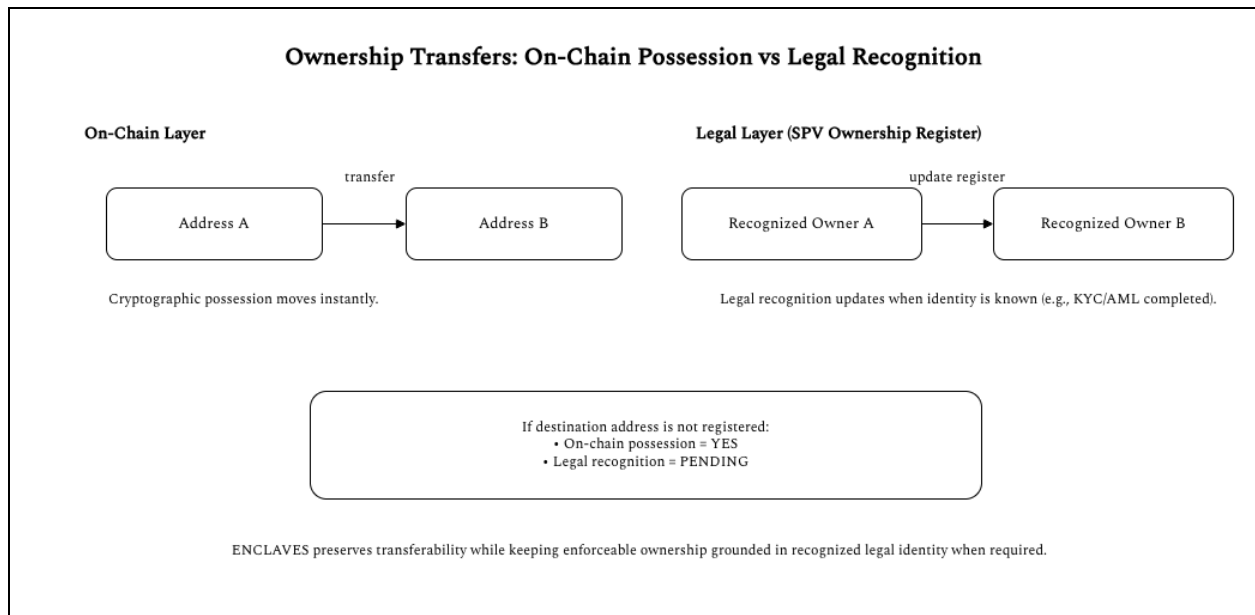 Ownership Transfers: On-Chain Possession vs Legal Recognition
On-Chain Layer
transfer
Address A
Address B
Cryptographic possession moves instantly.
Legal Layer (SPV Ownership Register)
update register
Recognized Owner A
Recognized Owner B
Legal recognition updates when identity is known (e.g., KYC/AML completed).
If destination address is not registered:
• On-chain possession = YES
• Legal recognition = PENDING
ENCLAVES preserves transferability while keeping enforceable ownership grounded in recognized legal identity when required.